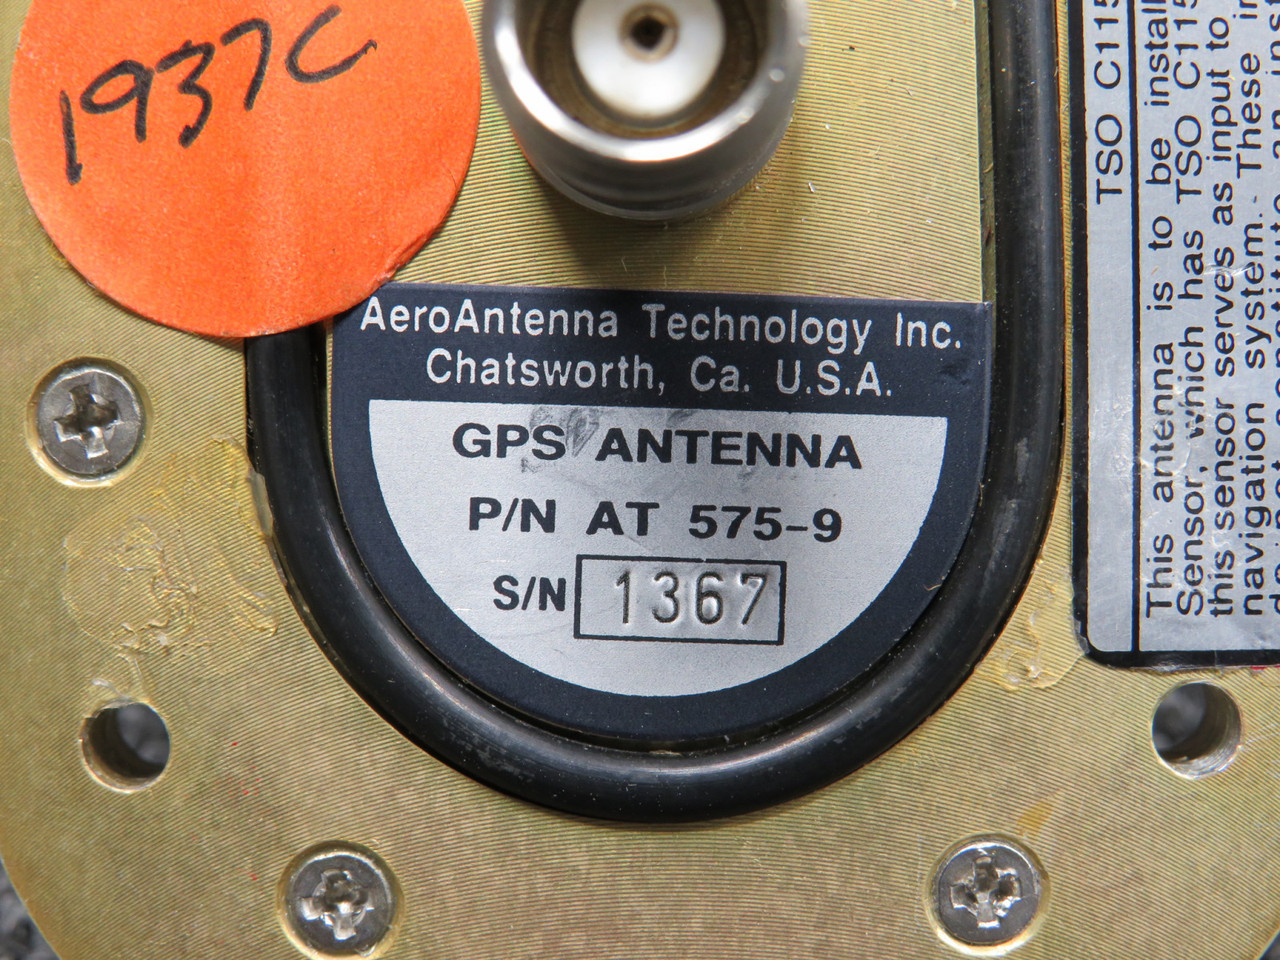 1937C
AeroAntenna Technology Inc.
Chatsworth, Ca. U.S.A.
GPS ANTENNA
P/N AT 575-9
S/N 1367
TSO C115
This antenna is to be install
Sensor, which has TSO C115
this sensor serves as input to
navigation system. These in